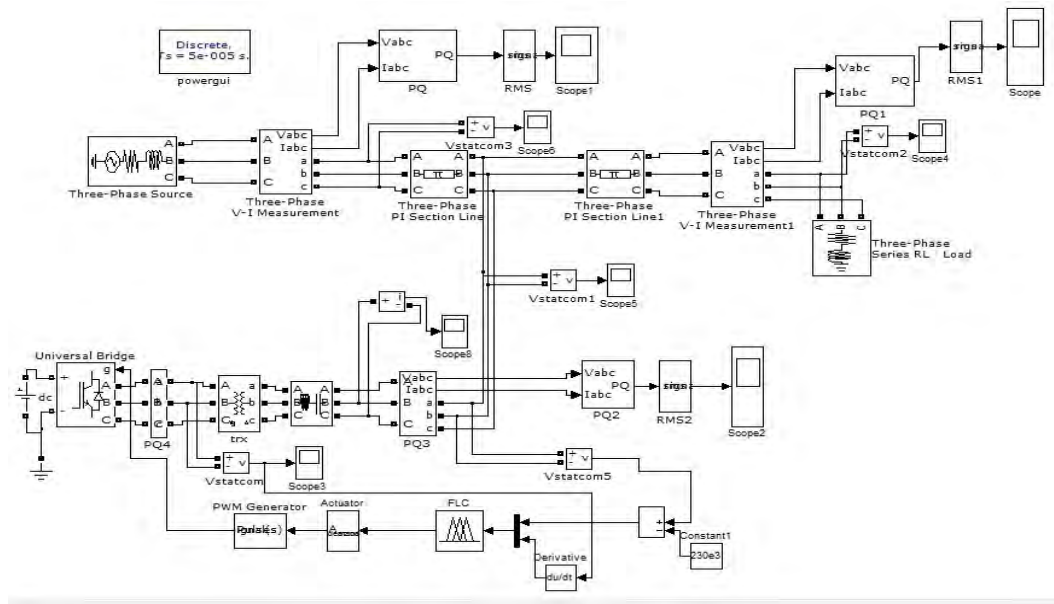 Discrete,
Ts = 5e-005 s.
powergui
Vabc
Iabc
PQ
PQ
RMS
Scope1
Vabc
Iabc
PQ
PQ1
RMS1
Scope
A
B
C
Three-Phase Source
A
B
C
Vabc
Iabc
a
b
c
Three-Phase
V-I Measurement
+
-
v
Vstatcom3
Scope6
A
B
C
A
B
C
Three-Phase
PI Section Line
A
B
C
A
B
C
Three-Phase
PI Section Line1
A
B
C
Vabc
Iabc
a
b
c
Three-Phase
V-I Measurement1
+
-
v
Vstatcom2
Scope4
A
B
C
Three-Phase
Series RL Load
+
-
v
Vstatcom1
Scope5
+
i
-
Scope8
Universal Bridge
g
+
-
A
B
C
dc
A
B
C
PQ4
A
B
C
a
b
c
trx
A
B
C
A
B
C
A
B
C
Vabc
Iabc
a
b
c
PQ3
Vabc
Iabc
PQ
PQ2
RMS2
Scope2
+
-
v
Vstatcom
Scope3
+
-
v
Vstatcom5
PWM Generator
Aotuator
A
FLC
Derivative
du/dt
+
-
Constant1
230e3